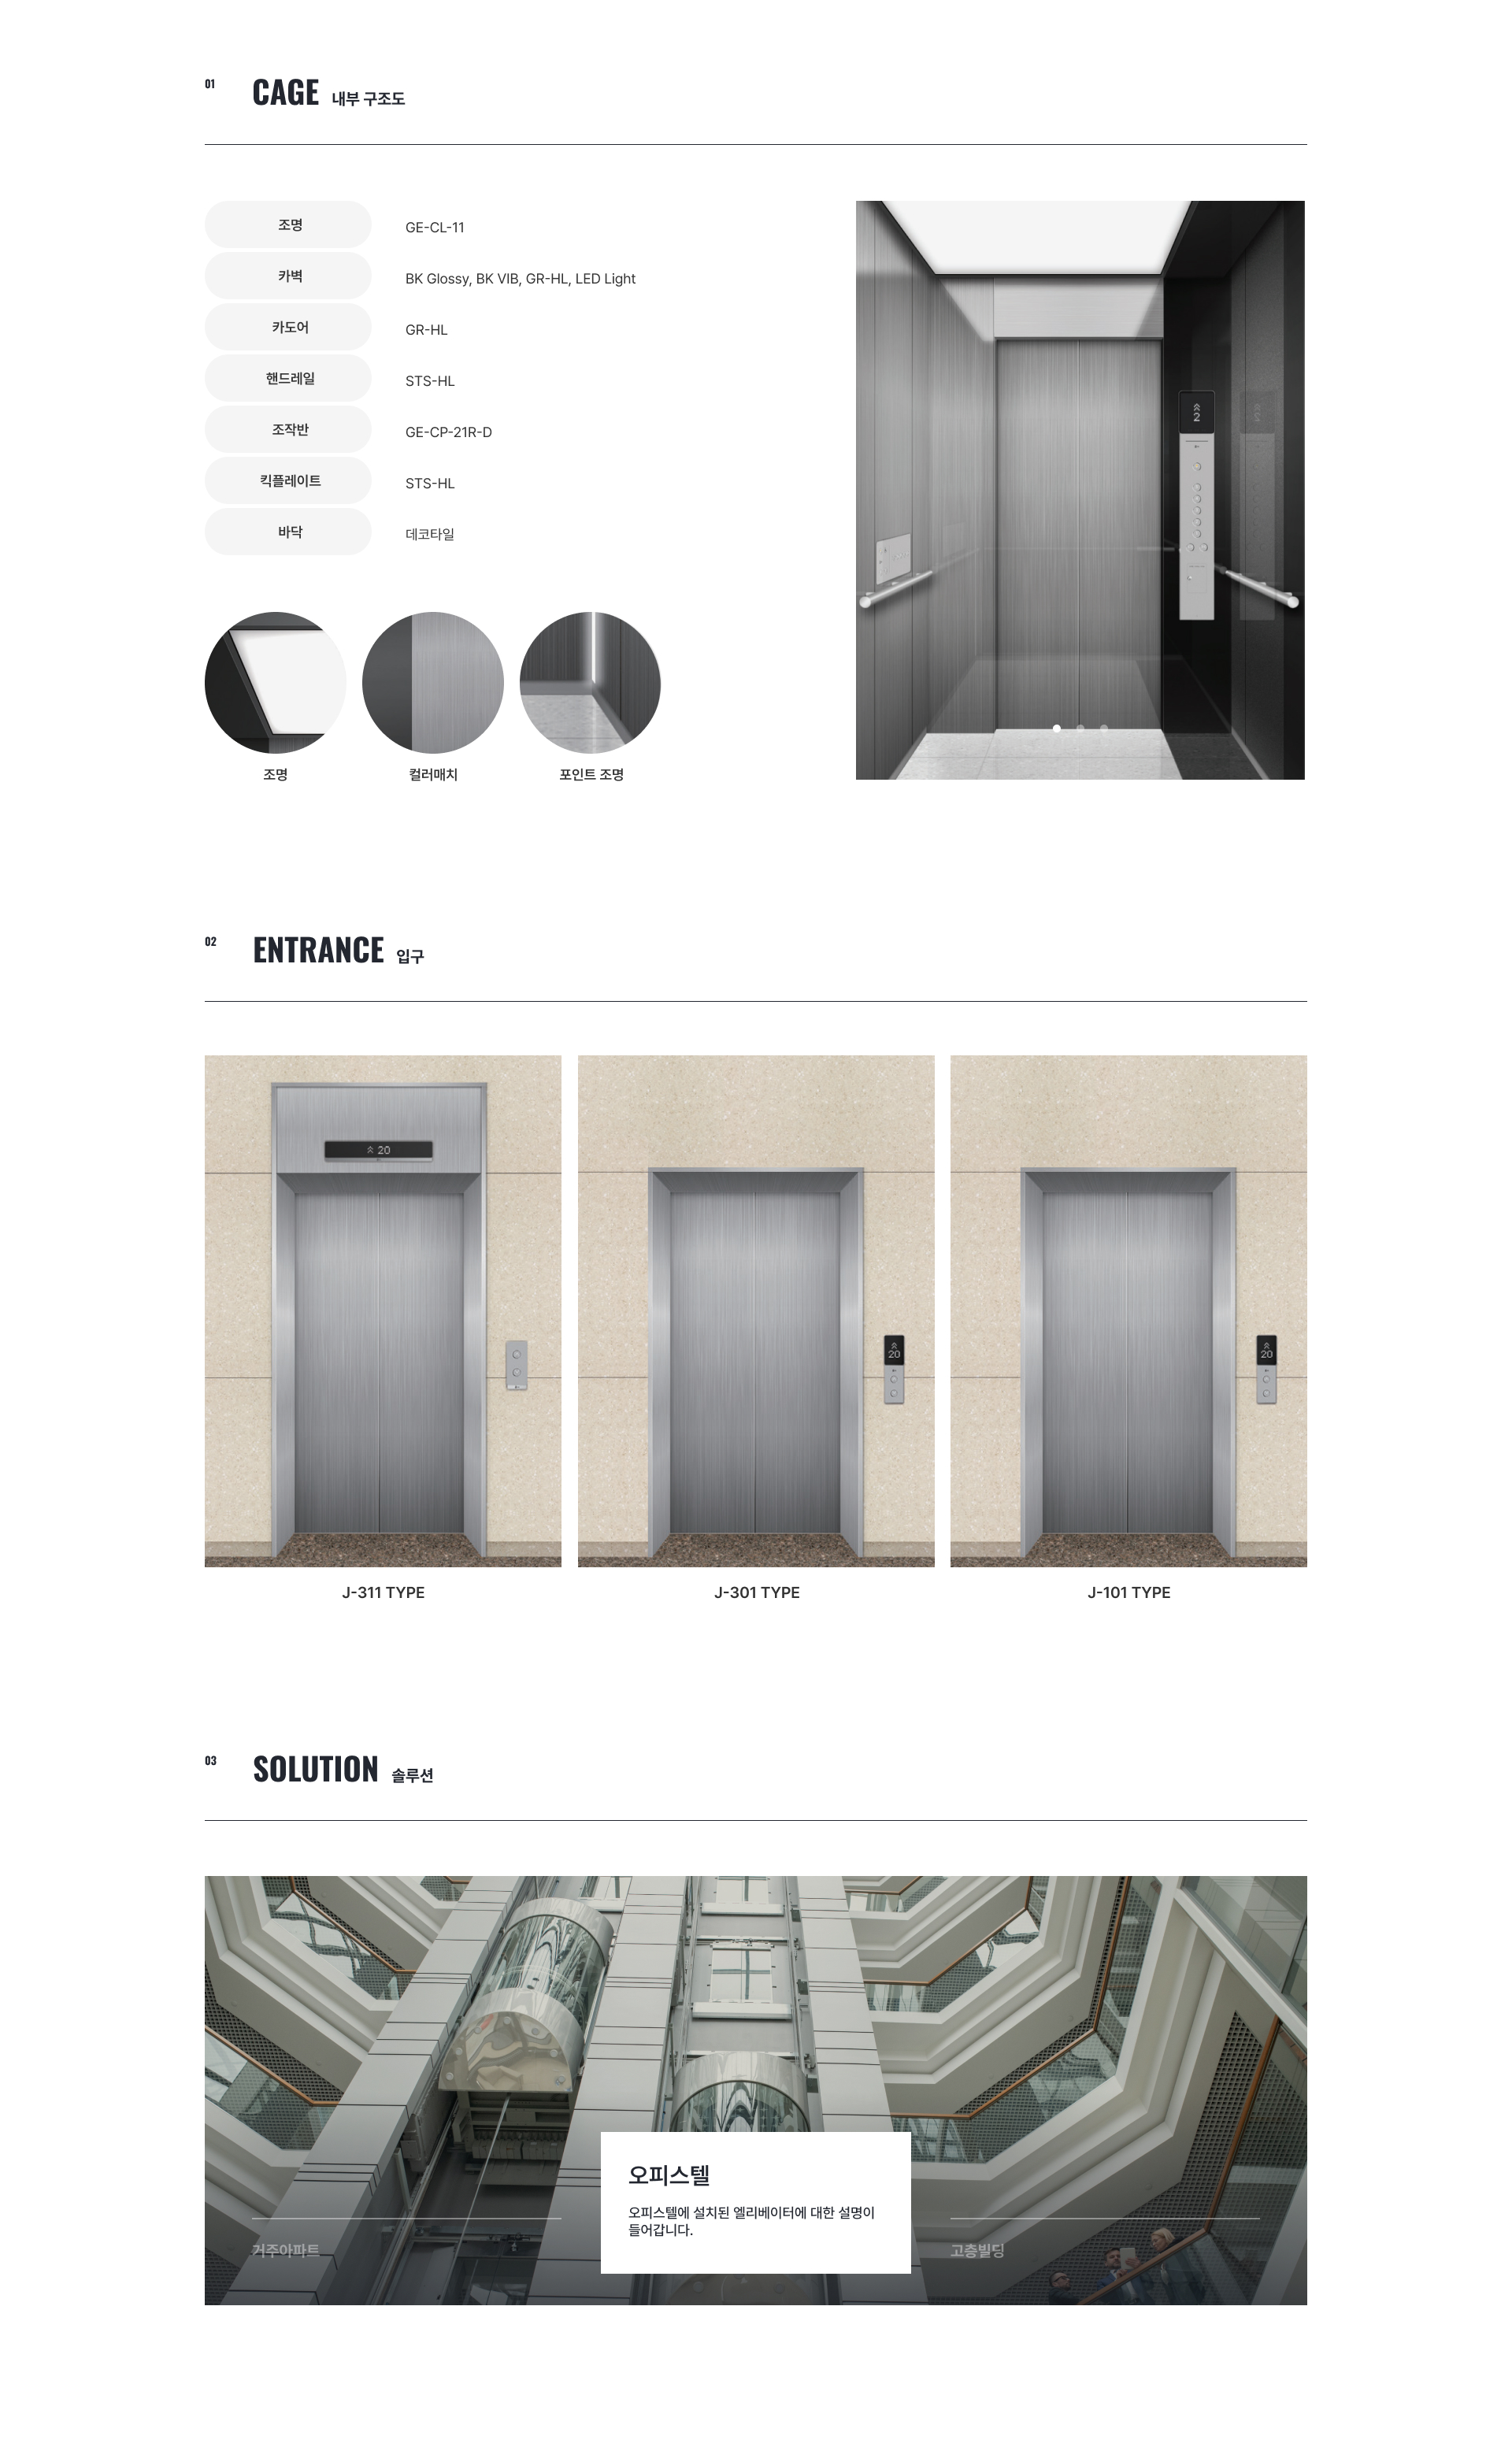 01
CAGE 내부 구조도
조명 GE-CL-11
카벽 BK Glossy, BK VIB, GR-HL, LED Light
카도어 GR-HL
핸드레일 STS-HL
조작반 GE-CP-21R-D
킥플레이트 STS-HL
바닥 데코타일
2
조명 컬러매치 포인트 조명
02
ENTRANCE 입구
20
20
20
J-311 TYPE J-301 TYPE J-101 TYPE
03
SOLUTION 솔루션
오피스텔
오피스텔에 설치된 엘리베이터에 대한 설명이
들어갑니다.
거주아파트
고층빌딩